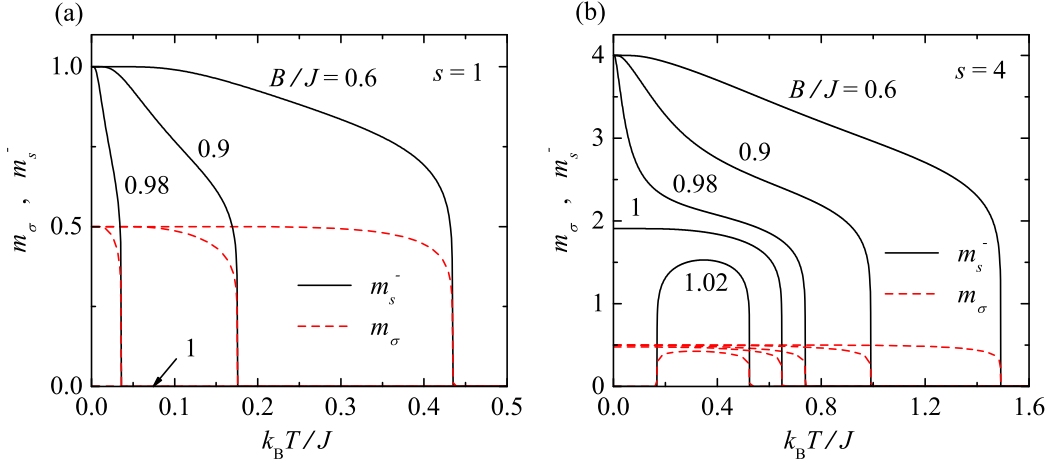 (a)
1.0
0.5
0.0
m_σ , m_s^-
B / J = 0.6
s = 1
0.9
0.98
m_s^-
m_σ
1
0.0 0.1 0.2 0.3 0.4 0.5
k_B T / J
(b)
4
3
2
1
0
m_σ , m_s^-
B / J = 0.6
s = 4
0.9
0.98
1
1.02
m_s^-
m_σ
0.0 0.4 0.8 1.2 1.6
k_B T / J